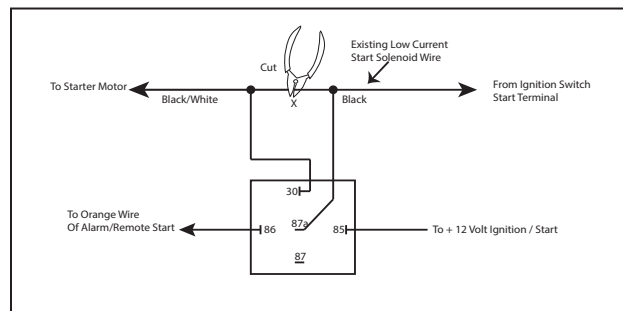 Existing Low Current
Start Solenoid Wire
Cut
To Starter Motor
From Ignition Switch
Start Terminal
Black/White
X
Black
30
87a
86
85
87
To Orange Wire
Of Alarm/Remote Start
To + 12 Volt Ignition / Start